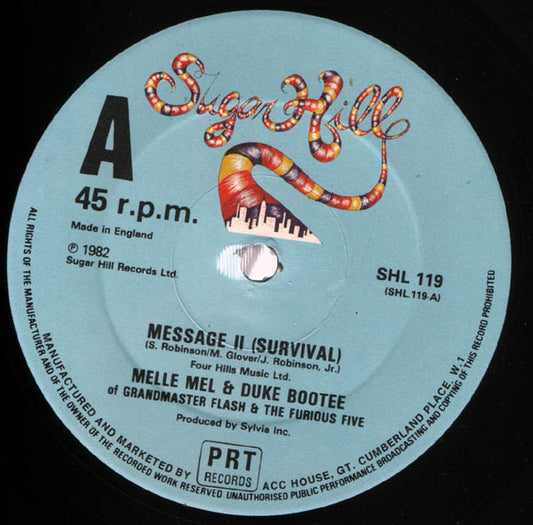 Sugar Hill
A
45 r.p.m.
Made in England
℗ 1982
Sugar Hill Records Ltd.
SHL 119
(SHL.119-A)
MESSAGE II (SURVIVAL)
(S. Robinson/M. Glover/J. Robinson, Jr.)
Four Hills Music Ltd.
MELLE MEL & DUKE BOOTEE
of GRANDMASTER FLASH & THE FURIOUS FIVE
Produced by Sylvia Inc.
PRT
RECORDS
MANUFACTURED AND MARKETED BY
ACC HOUSE, GT. CUMBERLAND PLACE, W.1
ALL RIGHTS OF THE MANUFACTURER AND OF THE OWNER OF THE RECORDED WORK RESERVED UNAUTHORISED PUBLIC PERFORMANCE BROADCASTING AND COPYING OF THIS RECORD PROHIBITED